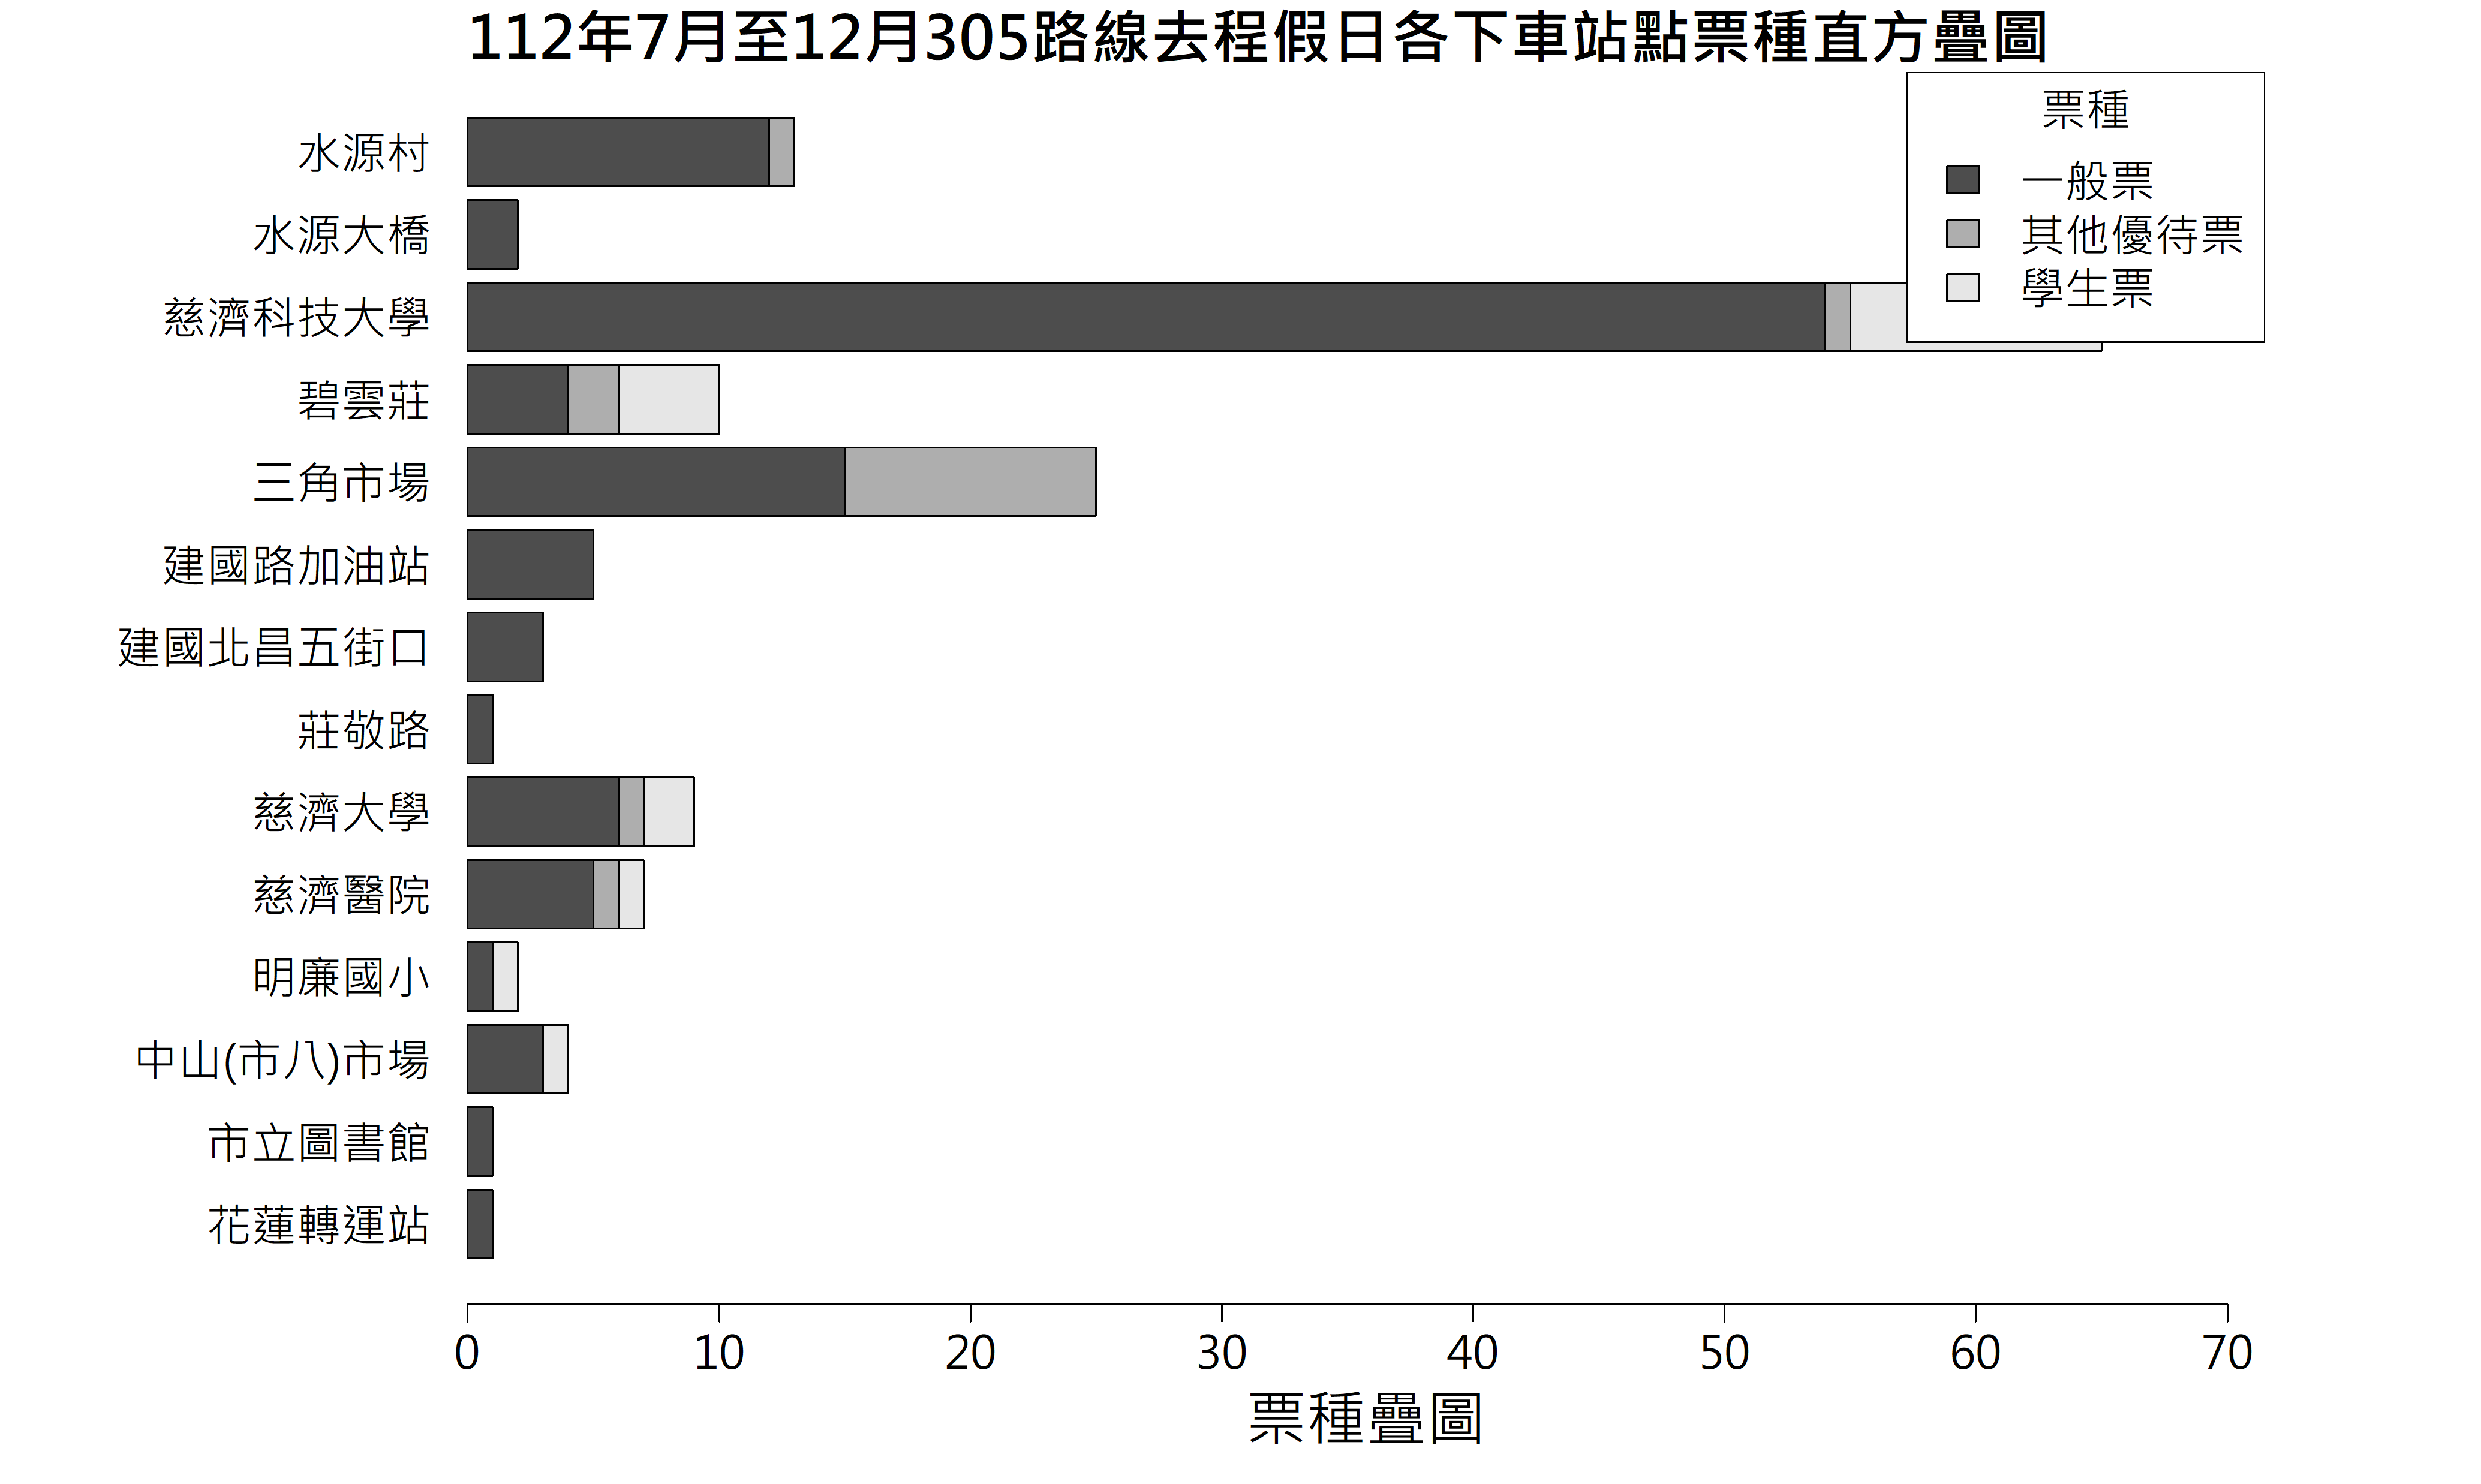 112年7月至12月305路線去程假日各下車站點票種直方疊圖
票種
一般票
其他優待票
學生票
水源村
水源大橋
慈濟科技大學
碧雲莊
三角市場
建國路加油站
建國北昌五街口
莊敬路
慈濟大學
慈濟醫院
明廉國小
中山(市八)市場
市立圖書館
花蓮轉運站
0 10 20 30 40 50 60 70
票種疊圖